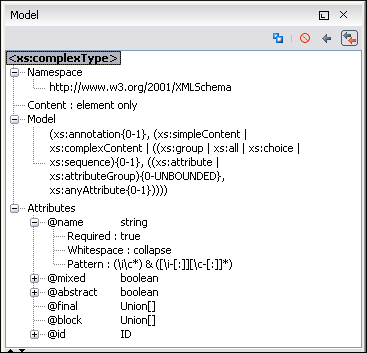 Model
<xs:complexType>
Namespace
http://www.w3.org/2001/XMLSchema
Content : element only
Model
(xs:annotation{0-1}, (xs:simpleContent |
xs:complexContent | ((xs:group | xs:all | xs:choice |
xs:sequence){0-1}, ((xs:attribute |
xs:attributeGroup){0-UNBOUNDED},
xs:anyAttribute{0-1}))))
Attributes
@name string
Required : true
Whitespace : collapse
Pattern : (\i\c*) & ([\i-[:]][\c-[:]]*)
@mixed boolean
@abstract boolean
@final Union[]
@block Union[]
@id ID